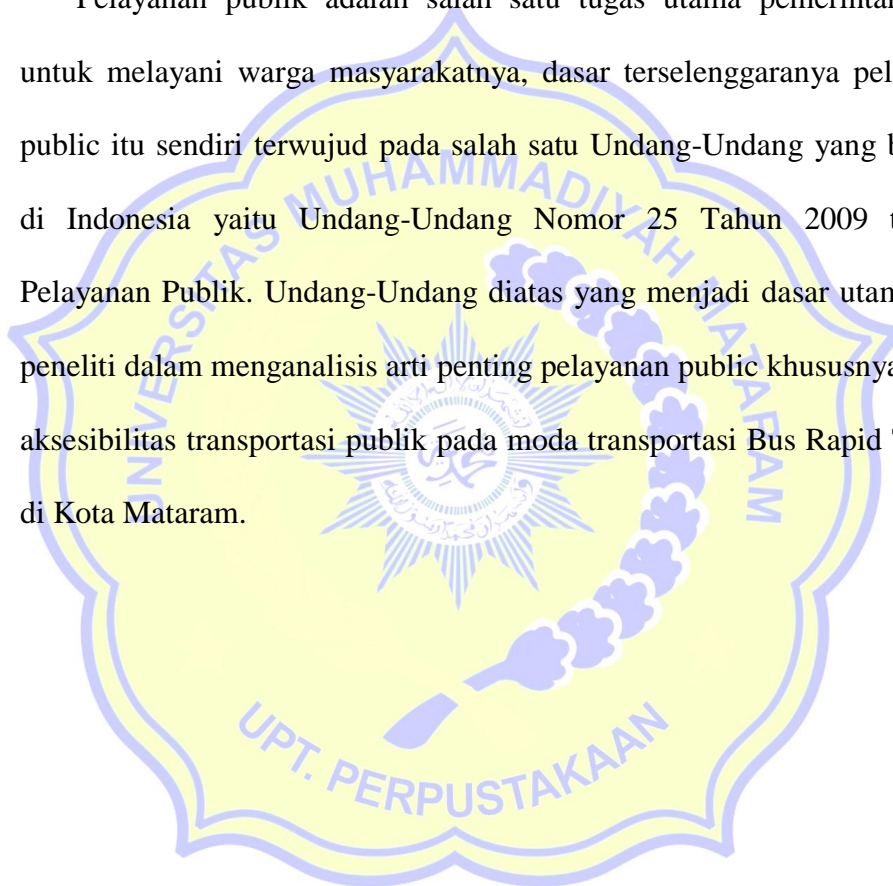 Pelayanan publik adalah salah satu tugas utama
untuk melayani warga masyarakatnya, dasar terselenggaranya
public itu sendiri terwujud pada salah satu Undang-Undang yang
di Indonesia yaitu Undang-Undang Nomor 25 Tahun 2009
Pelayanan Publik. Undang-Undang diatas yang menjadi dasar
peneliti dalam menganalisis arti penting pelayanan public khususnya
aksesibilitas transportasi publik pada moda transportasi Bus Rapid
di Kota Mataram.
UNIVERSITAS MUHAMMADIYAH MATARAM
UPT. PERPUSTAKAAN